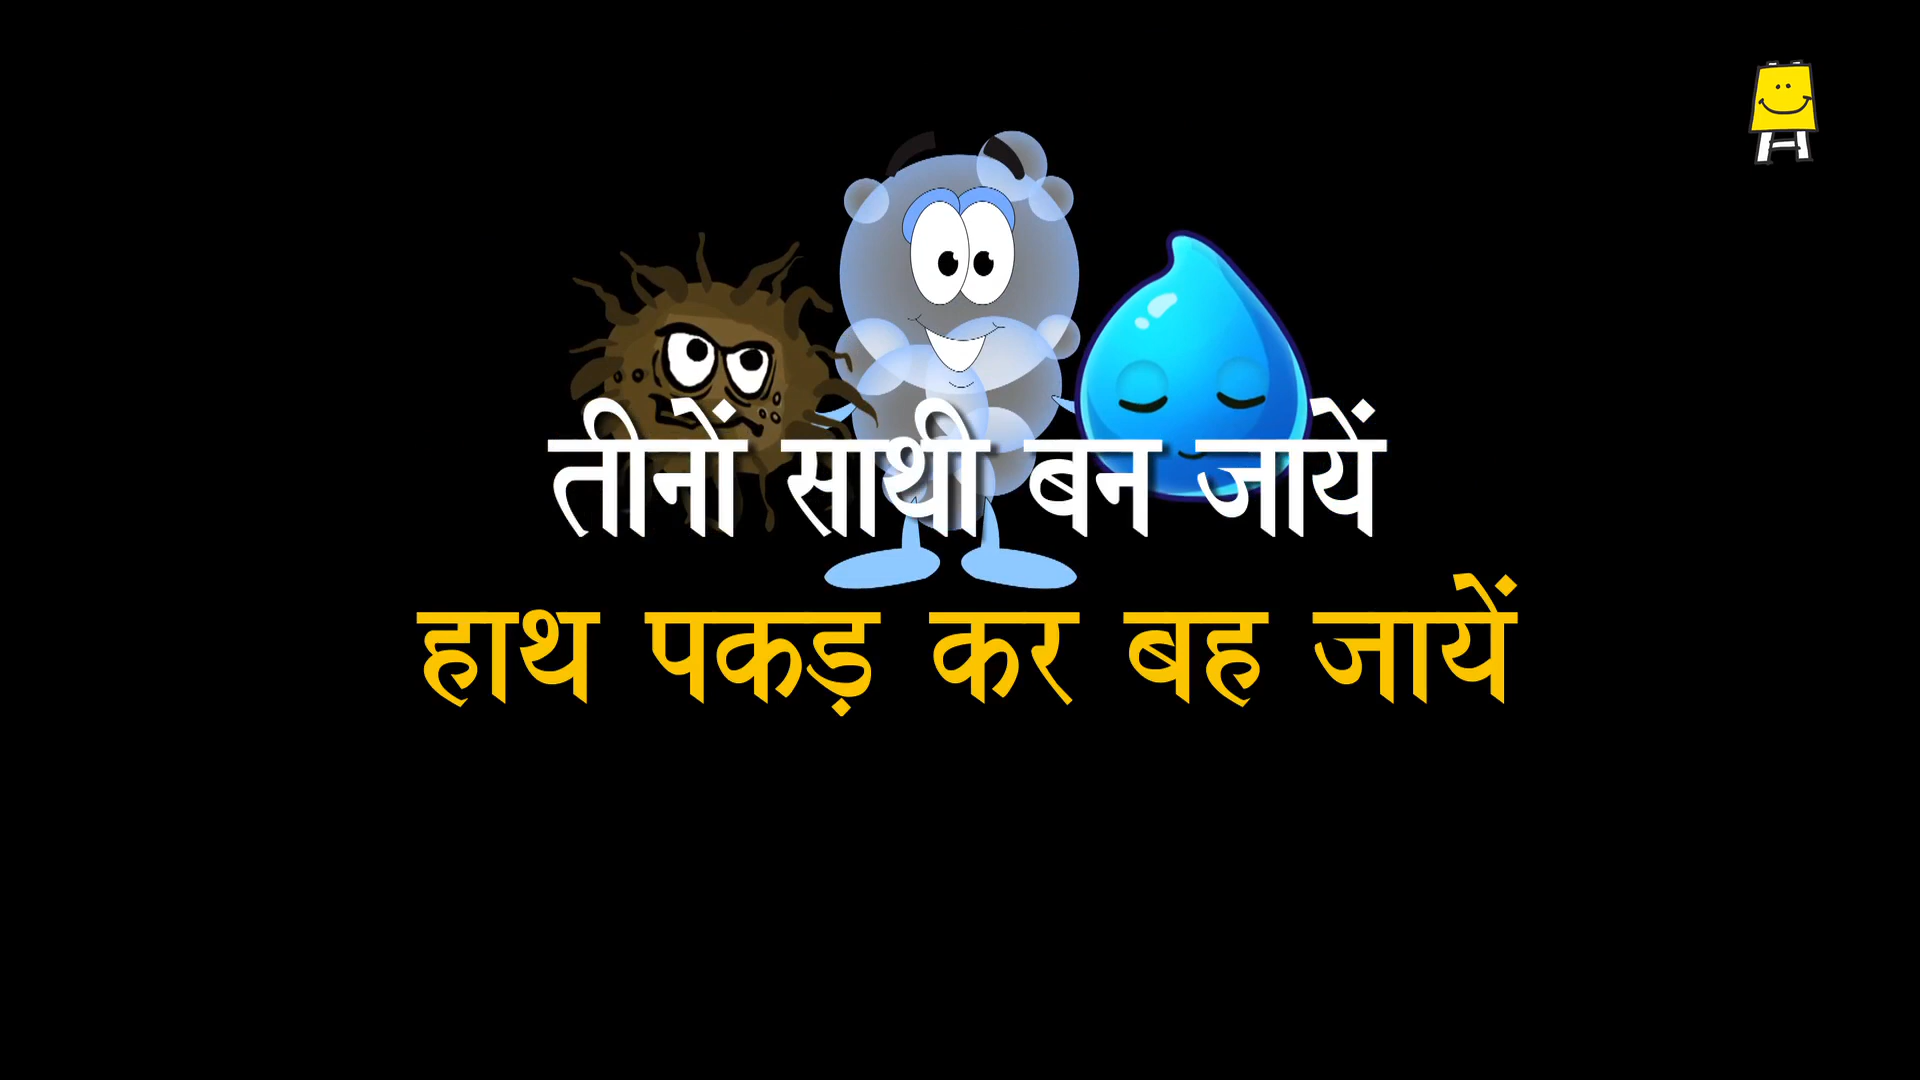 तीनों साथी बन जायें
हाथ पकड़ कर बह जायें